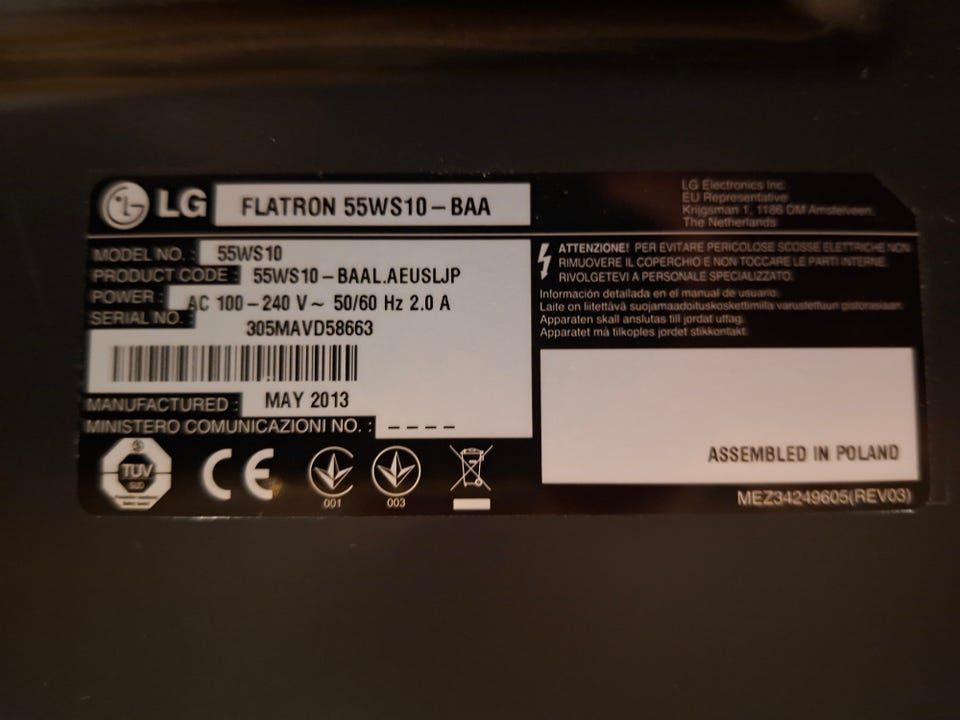 LG FLATRON 55WS10-BAA
LG Electronics Inc.
EU Representative
Krijgsman 1, 1186 DM Amstelveen,
The Netherlands
MODEL NO. : 55WS10
PRODUCT CODE : 55WS10-BAAL.AEUSLJP
POWER : AC 100-240 V~ 50/60 Hz 2.0 A
SERIAL NO. : 305MAVD58663
MANUFACTURED : MAY 2013
MINISTERO COMUNICAZIONI NO. : ----
ATTENZIONE! PER EVITARE PERICOLOSE SCOSSE ELETTRICHE NON
RIMUOVERE IL COPERCHIO E NON TOCCARE LE PARTI INTERNE.
RIVOLGETEVI A PERSONALE SPECIALIZZATO.
Información detallada en el manual de usuario.
Laite on liitettävä suojamaadoituskoskettimilla varustettuun pistorasiaan.
Apparaten skall anslutas till jordat uttag.
Apparatet må tilkoples jordet stikkontakt.
ASSEMBLED IN POLAND
TÜV
SÜD
CE
001
003
MEZ34249605(REV03)